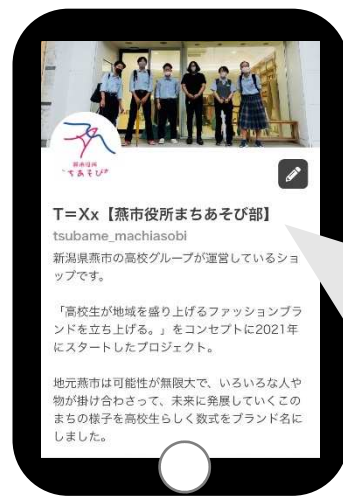 燕市役所
まちあそび部
T=Xx【燕市役所まちあそび部】
tsubame_machiasobi
新潟県燕市の高校グループが運営しているショ
ップです。
「高校生が地域を盛り上げるファッションブラ
ンドを立ち上げる。」をコンセプトに2021年
にスタートしたプロジェクト。
地元燕市は可能性が無限大で、いろいろな人や
物が掛け合わさって、未来に発展していくこの
まちの様子を高校生らしく数式をブランド名に
しました。